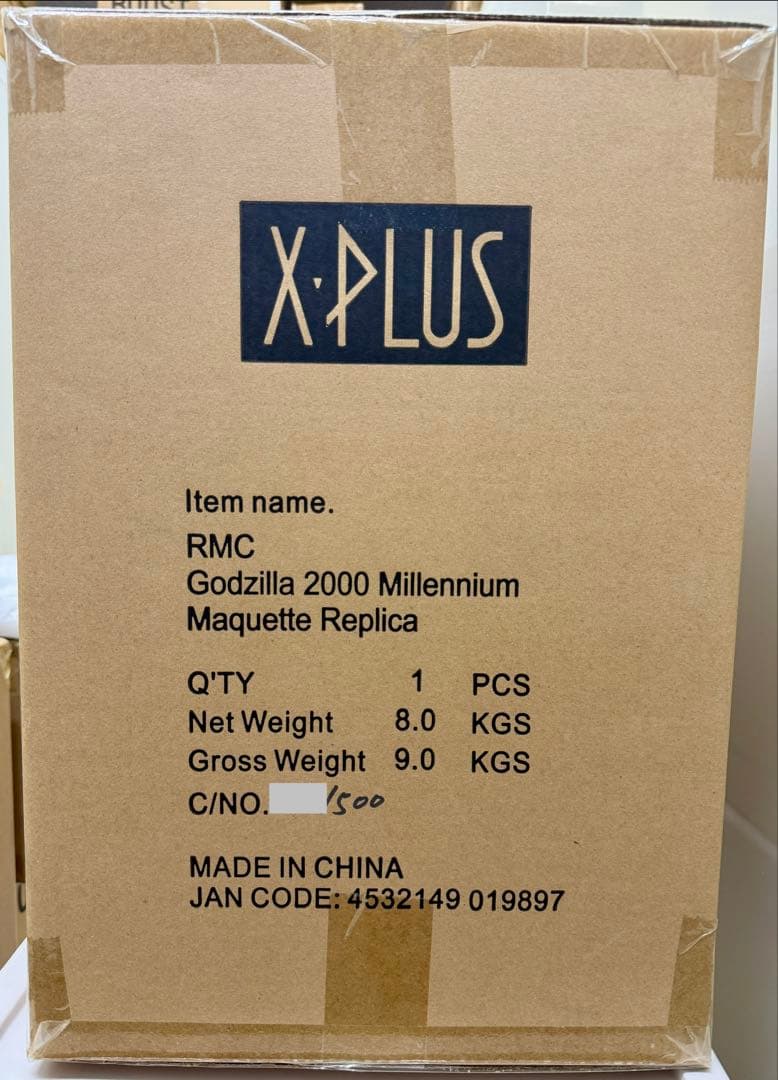 X·PLUS
Item name.
RMC
Godzilla 2000 Millennium
Maquette Replica
Q'TY 1 PCS
Net Weight 8.0 KGS
Gross Weight 9.0 KGS
C/NO. /500
MADE IN CHINA
JAN CODE: 4532149 019897